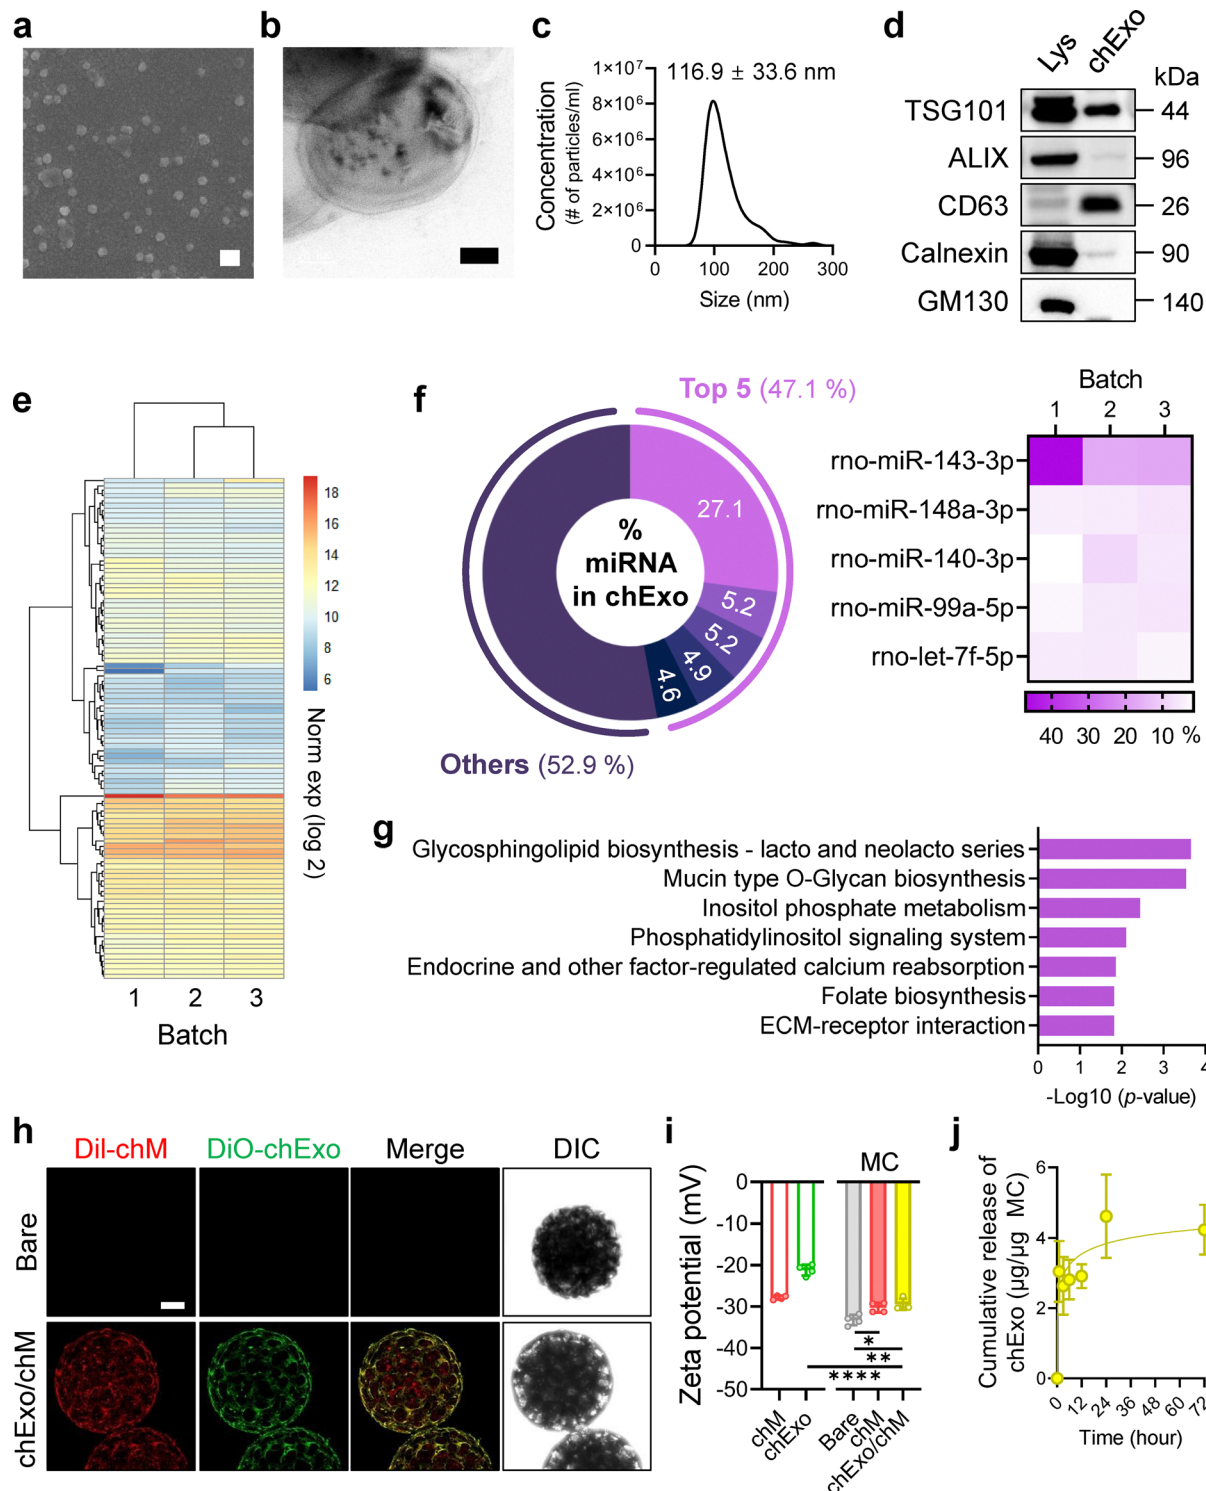 a
b
c
Concentration
(# of particles/ml)
116.9 ± 33.6 nm
1×10⁷
8×10⁶
6×10⁶
4×10⁶
2×10⁶
0
0 100 200 300
Size (nm)
d
Lys chExo
kDa
TSG101 44
ALIX 96
CD63 26
Calnexin 90
GM130 140
e
18
16
14
12
10
8
6
Norm exp (log 2)
1 2 3
Batch
f
Top 5 (47.1 %)
%
miRNA
in chExo
27.1
5.2
5.2
4.9
4.6
Others (52.9 %)
Batch
1 2 3
rno-miR-143-3p
rno-miR-148a-3p
rno-miR-140-3p
rno-miR-99a-5p
rno-let-7f-5p
40 30 20 10 %
g
Glycosphingolipid biosynthesis - lacto and neolacto series
Mucin type O-Glycan biosynthesis
Inositol phosphate metabolism
Phosphatidylinositol signaling system
Endocrine and other factor-regulated calcium reabsorption
Folate biosynthesis
ECM-receptor interaction
0 1 2 3 4
-Log10 (p-value)
h
DiI-chM DiO-chExo Merge DIC
Bare
chExo/chM
i
MC
Zeta potential (mV)
0
-10
-20
-30
-40
-50
*
**
****
chM
chExo
Bare
chM
chExo/chM
j
Cumulative release of
chExo (μg/μg MC)
6
4
2
0
0 12 24 36 48 60 72
Time (hour)